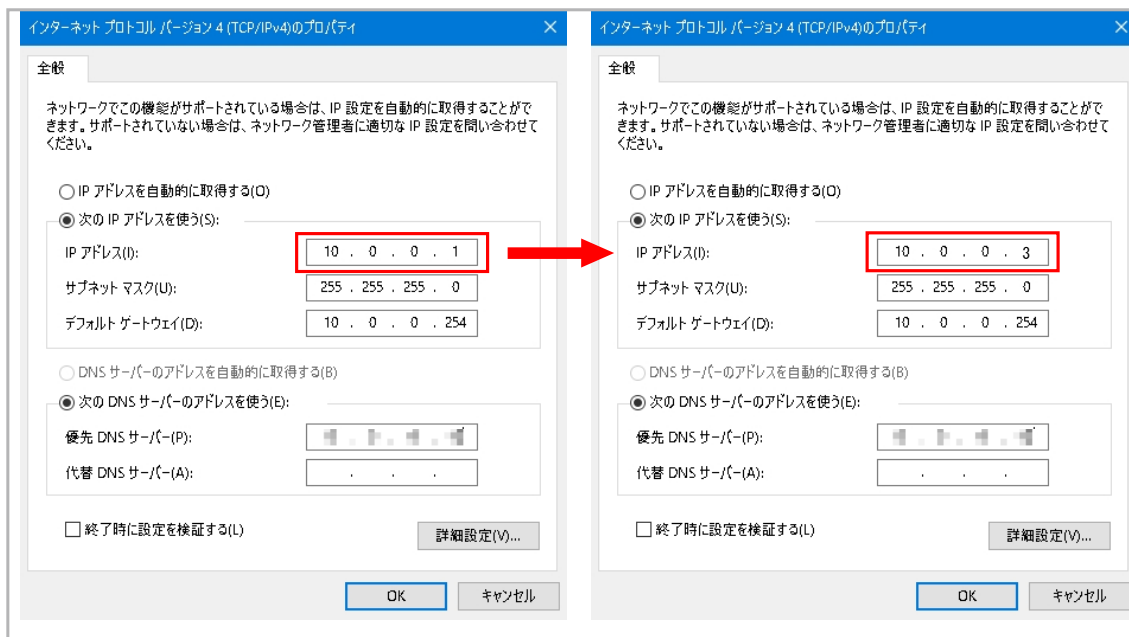 インターネット プロトコル バージョン 4 (TCP/IPv4)のプロパティ
全般
ネットワークでこの機能がサポートされている場合は、IP 設定を自動的に取得することがで
きます。サポートされていない場合は、ネットワーク管理者に適切な IP 設定を問い合わせて
ください。
IP アドレスを自動的に取得する(O)
次の IP アドレスを使う(S):
IP アドレス(I): 10 . 0 . 0 . 1
サブネット マスク(U): 255 . 255 . 255 . 0
デフォルト ゲートウェイ(D): 10 . 0 . 0 . 254
DNS サーバーのアドレスを自動的に取得する(B)
次の DNS サーバーのアドレスを使う(E):
優先 DNS サーバー(P):
代替 DNS サーバー(A): . . .
終了時に設定を検証する(L)
詳細設定(V)...
OK キャンセル
インターネット プロトコル バージョン 4 (TCP/IPv4)のプロパティ
全般
ネットワークでこの機能がサポートされている場合は、IP 設定を自動的に取得することがで
きます。サポートされていない場合は、ネットワーク管理者に適切な IP 設定を問い合わせて
ください。
IP アドレスを自動的に取得する(O)
次の IP アドレスを使う(S):
IP アドレス(I): 10 . 0 . 0 . 3
サブネット マスク(U): 255 . 255 . 255 . 0
デフォルト ゲートウェイ(D): 10 . 0 . 0 . 254
DNS サーバーのアドレスを自動的に取得する(B)
次の DNS サーバーのアドレスを使う(E):
優先 DNS サーバー(P):
代替 DNS サーバー(A): . . .
終了時に設定を検証する(L)
詳細設定(V)...
OK キャンセル